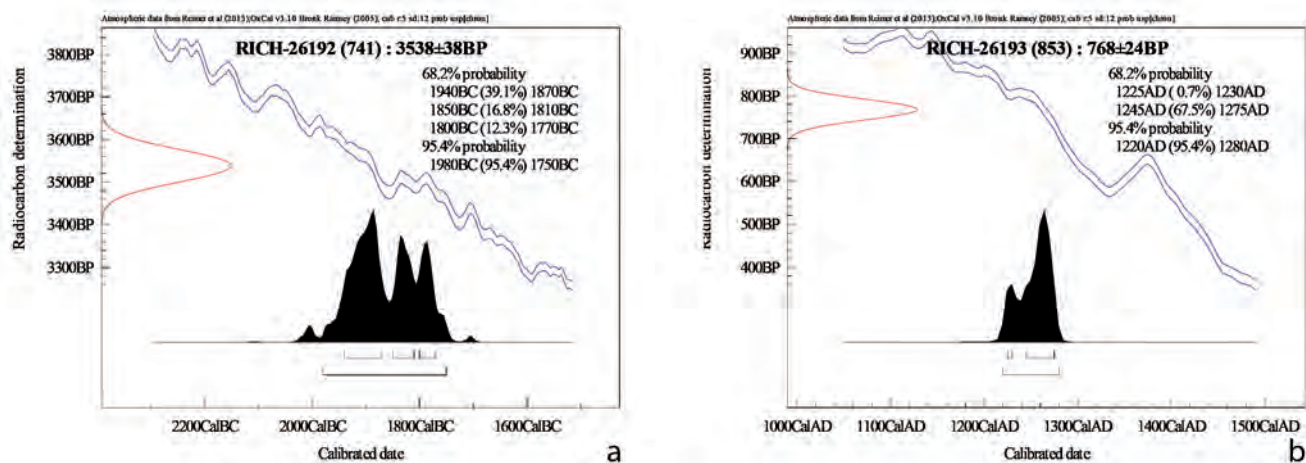 Atmospheric data from Reimer et al (2013);OxCal v3.10 Bronk Ramsey (2005); cub r:5 sd:12 prob usp[chron]
RICH-26192 (741) : 3538±38BP
68.2% probability
1940BC (39.1%) 1870BC
1850BC (16.8%) 1810BC
1800BC (12.3%) 1770BC
95.4% probability
1980BC (95.4%) 1750BC
3800BP
3700BP
3600BP
3500BP
3400BP
3300BP
Radiocarbon determination
2200CalBC
2000CalBC
1800CalBC
1600CalBC
Calibrated date
a
Atmospheric data from Reimer et al (2013);OxCal v3.10 Bronk Ramsey (2005); cub r:5 sd:12 prob usp[chron]
RICH-26193 (853) : 768±24BP
68.2% probability
1225AD ( 0.7%) 1230AD
1245AD (67.5%) 1275AD
95.4% probability
1220AD (95.4%) 1280AD
900BP
800BP
700BP
600BP
500BP
400BP
Radiocarbon determination
1000CalAD
1100CalAD
1200CalAD
1300CalAD
1400CalAD
1500CalAD
Calibrated date
b